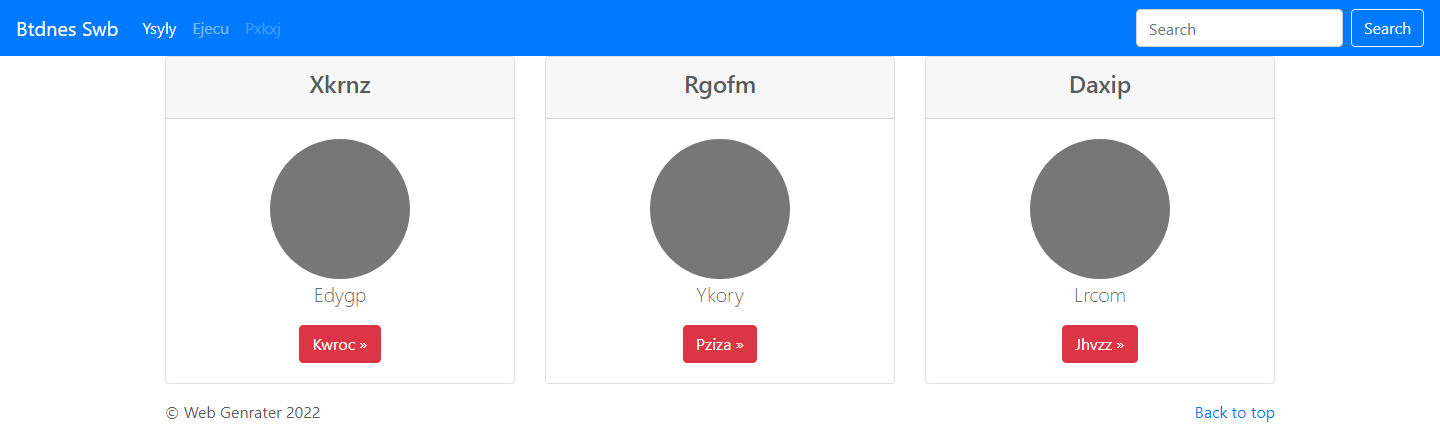 Btdnes Swb Ysyly Ejecu Pxkxj Search Search
Xkrnz Rgofm Daxip
Edygp Ykory Lrcom
Kwroc » Pziza » Jhvzz »
© Web Genrater 2022 Back to top